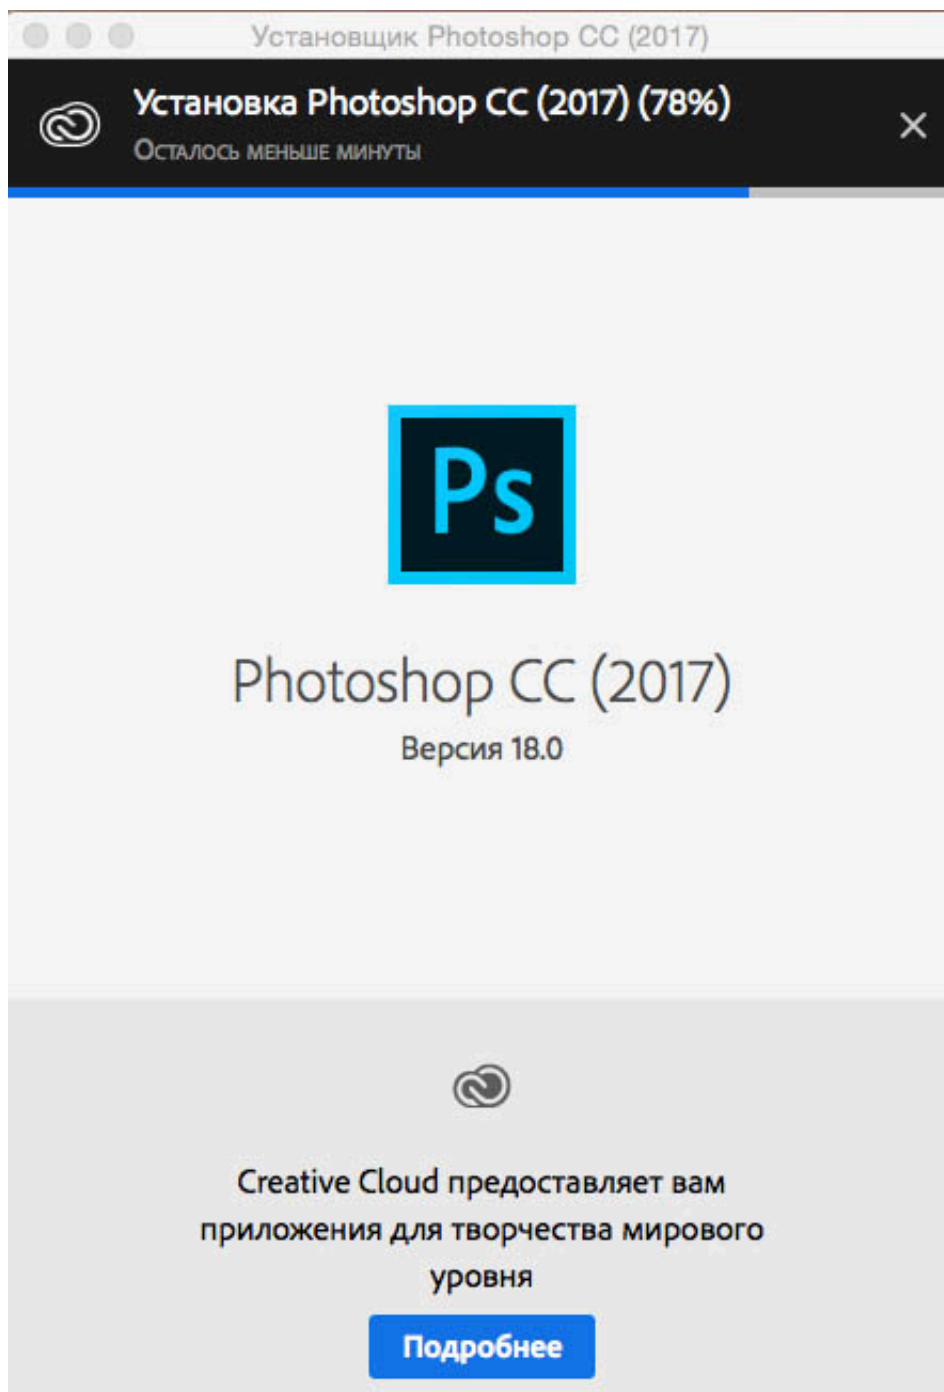 Установщик Photoshop CC (2017)
Установка Photoshop CC (2017) (78%)
Осталось меньше минуты
Ps
Photoshop CC (2017)
Версия 18.0
Creative Cloud предоставляет вам
приложения для творчества мирового
уровня
Подробнее